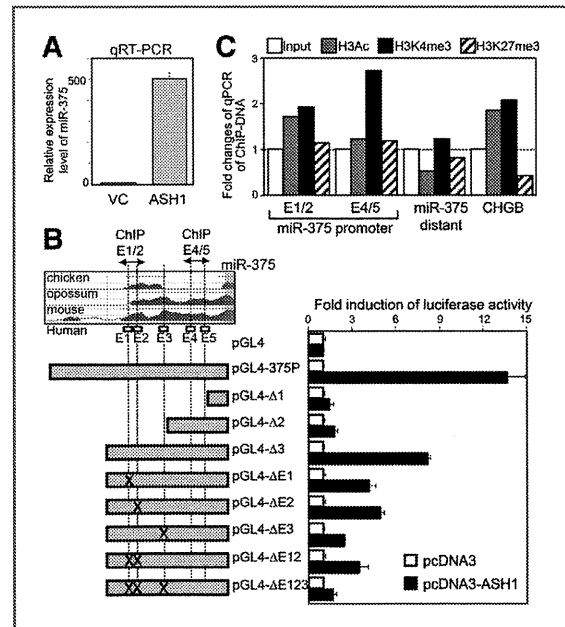 A
qRT-PCR
Relative expression
level of miR-375
500
0
VC ASH1
C
Input H3Ac H3K4me3 H3K27me3
Fold changes of qPCR
of ChIP-DNA
3
2
1
0
E1/2 E4/5 miR-375 CHGB
miR-375 promoter distant
B
ChIP ChIP
E1/2 E4/5
miR-375
chicken
opossum
mouse
Human
E1 E2 E3 E4 E5
Fold induction of luciferase activity
0 3 6 9 12 15
pGL4
pGL4-375P
pGL4-Δ1
pGL4-Δ2
pGL4-Δ3
pGL4-ΔE1
pGL4-ΔE2
pGL4-ΔE3
pGL4-ΔE12
pGL4-ΔE123
X
X
X
X X
X X X
pcDNA3
pcDNA3-ASH1